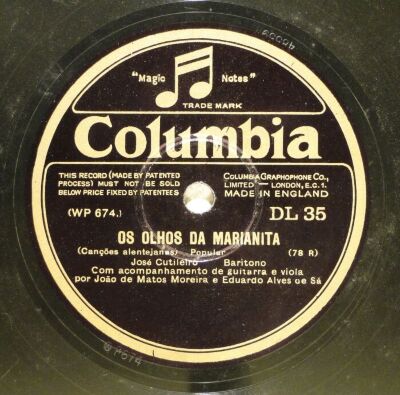 "Magic Notes"
TRADE MARK
Columbia
THIS RECORD (MADE BY PATENTED
PROCESS) MUST NOT BE SOLD
BELOW PRICE FIXED BY PATENTEES
COLUMBIA GRAPHOPHONE CO.,
LIMITED — LONDON, E.C. 1.
MADE IN ENGLAND
(WP 674.)
DL 35
OS OLHOS DA MARIANITA
(Canções alentejanas) Popular (78 R)
José Cutileiro Baritono
Com acompanhamento de guitarra e viola
por João de Matos Moreira e Eduardo Alves de Sá
WP 674